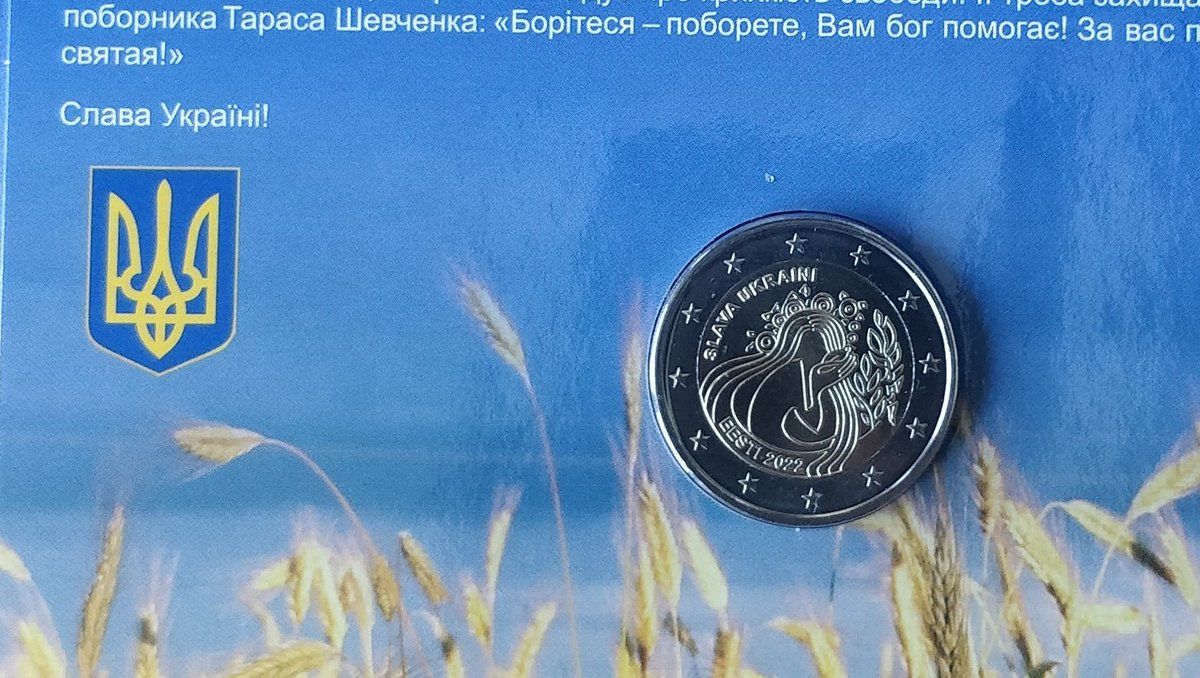 поборника Тараса Шевченка: «Борітеся – поборете, Вам бог помогає! За вас
святая!»
Слава Україні!
SLAVA UKRAINI
EESTI 2022